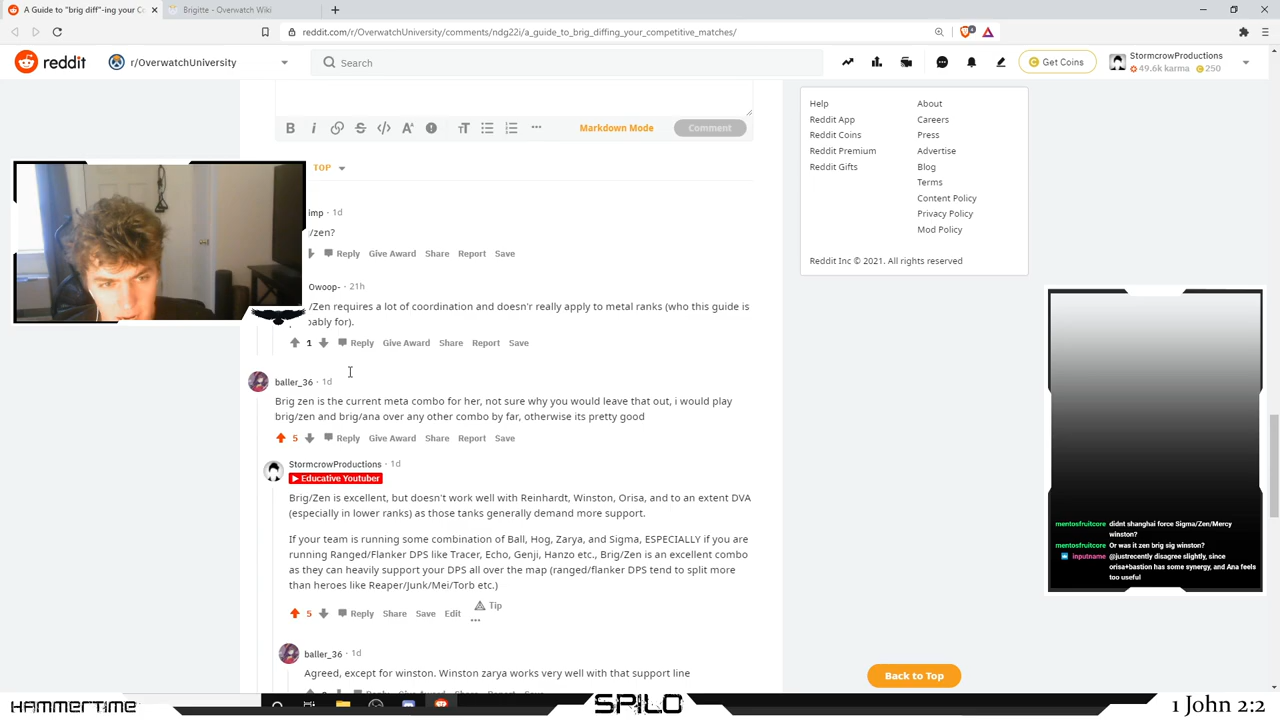 A Guide to "brig diff"-ing your C
Brigitte - Overwatch Wiki
reddit.com/r/OverwatchUniversity/comments/ndg22i/a_guide_to_brig_diffing_your_competitive_matches/
reddit
r/OverwatchUniversity
Search
Get Coins
StormcrowProductions
49.6k karma 250
Help
About
Reddit App
Careers
Reddit Coins
Press
Reddit Premium
Advertise
Reddit Gifts
Blog
Terms
Content Policy
Privacy Policy
Mod Policy
Reddit Inc © 2021. All rights reserved
Markdown Mode
Comment
TOP
imp · 1d
/zen?
Reply Give Award Share Report Save
Owoop- · 21h
/Zen requires a lot of coordination and doesn'r really apply to metal ranks (who this guide is
bably for).
1 Reply Give Award Share Report Save
baller_36 · 1d
Brig zen is the current meta combo for her, not sure why you would leave that out, i would play
brig/zen and brig/ana over any other combo by far, otherwise its pretty good
5 Reply Give Award Share Report Save
StormcrowProductions · 1d
Educative Youtuber
Brig/Zen is excellent, but doesn't work well with Reinhardt, Winston, Orisa, and to an extent DVA
(especially in lower ranks) as those tanks generally demand more support.
If your team is running some combination of Ball, Hog, Zarya, and Sigma, ESPECIALLY if you are
running Ranged/Flanker DPS like Tracer, Echo, Genji, Hanzo etc., Brig/Zen is an excellent combo
as they can heavily support your DPS all over the map (ranged/flanker DPS tend to split more
than heroes like Reaper/Junk/Mei/Torb etc.)
5 Reply Share Save Edit Tip
baller_36 · 1d
Agreed, except for winston. Winston zarya works very well with that support line
Back to Top
mentosfruitcore didnt shanghai force Sigma/Zen/Mercy
winston?
mentosfruitcore Or was it zen brig sig winston?
inputname @justrecently disagree slightly, since
orisa+bastion has some synergy, and Ana feels
too useful
HAMMERTIME
SPILO
1 John 2:2